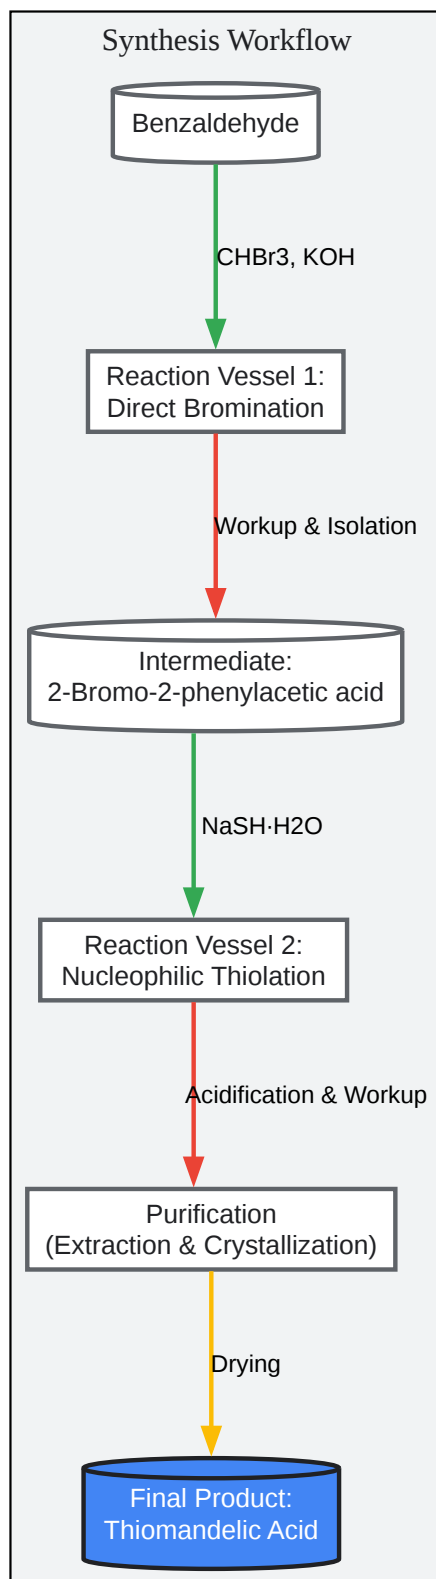 Synthesis Workflow
Benzaldehyde
CHBr3, KOH
Reaction Vessel 1:
Direct Bromination
Workup & Isolation
Intermediate:
2-Bromo-2-phenylacetic acid
NaSH·H2O
Reaction Vessel 2:
Nucleophilic Thiolation
Acidification & Workup
Purification
(Extraction & Crystallization)
Drying
Final Product:
Thiomandelic Acid